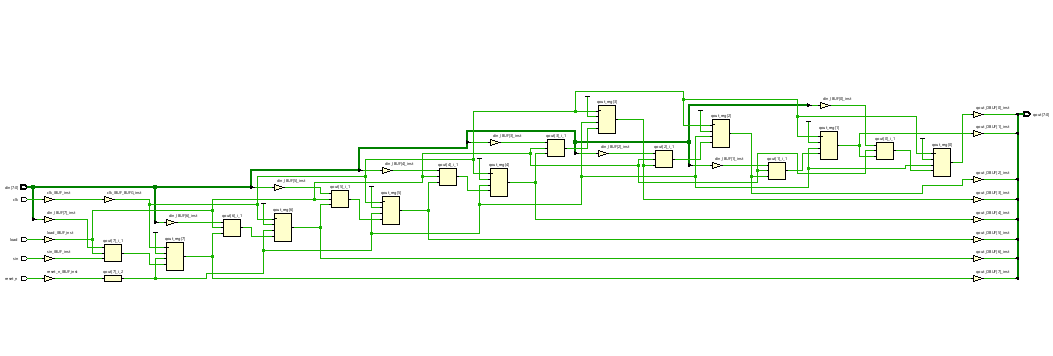 din_IBUF[0]_inst
qout_reg[3]
qout_OBUF[0]_inst
qout[7:0]
qout_reg[2]
qout_reg[1]
qout_OBUF[1]_inst
din_IBUF[3]_inst
qout[3]_i_1
qout[0]_i_1
qout_reg[0]
din_IBUF[2]_inst
qout[2]_i_1
din_IBUF[4]_inst
qout[4]_i_1
qout_reg[4]
din_IBUF[1]_inst
qout[1]_i_1
qout_OBUF[2]_inst
din[7:0]
din_IBUF[5]_inst
qout[5]_i_1
qout_reg[5]
qout_OBUF[3]_inst
clk
clk_IBUF_inst
clk_IBUF_BUFG_inst
din_IBUF[7]_inst
din_IBUF[6]_inst
qout[6]_i_1
qout_reg[6]
qout_OBUF[4]_inst
load
load_IBUF_inst
qout[7]_i_1
qout_reg[7]
qout_OBUF[5]_inst
sin
sin_IBUF_inst
qout_OBUF[6]_inst
reset_n
reset_n_IBUF_inst
qout[7]_i_2
qout_OBUF[7]_inst